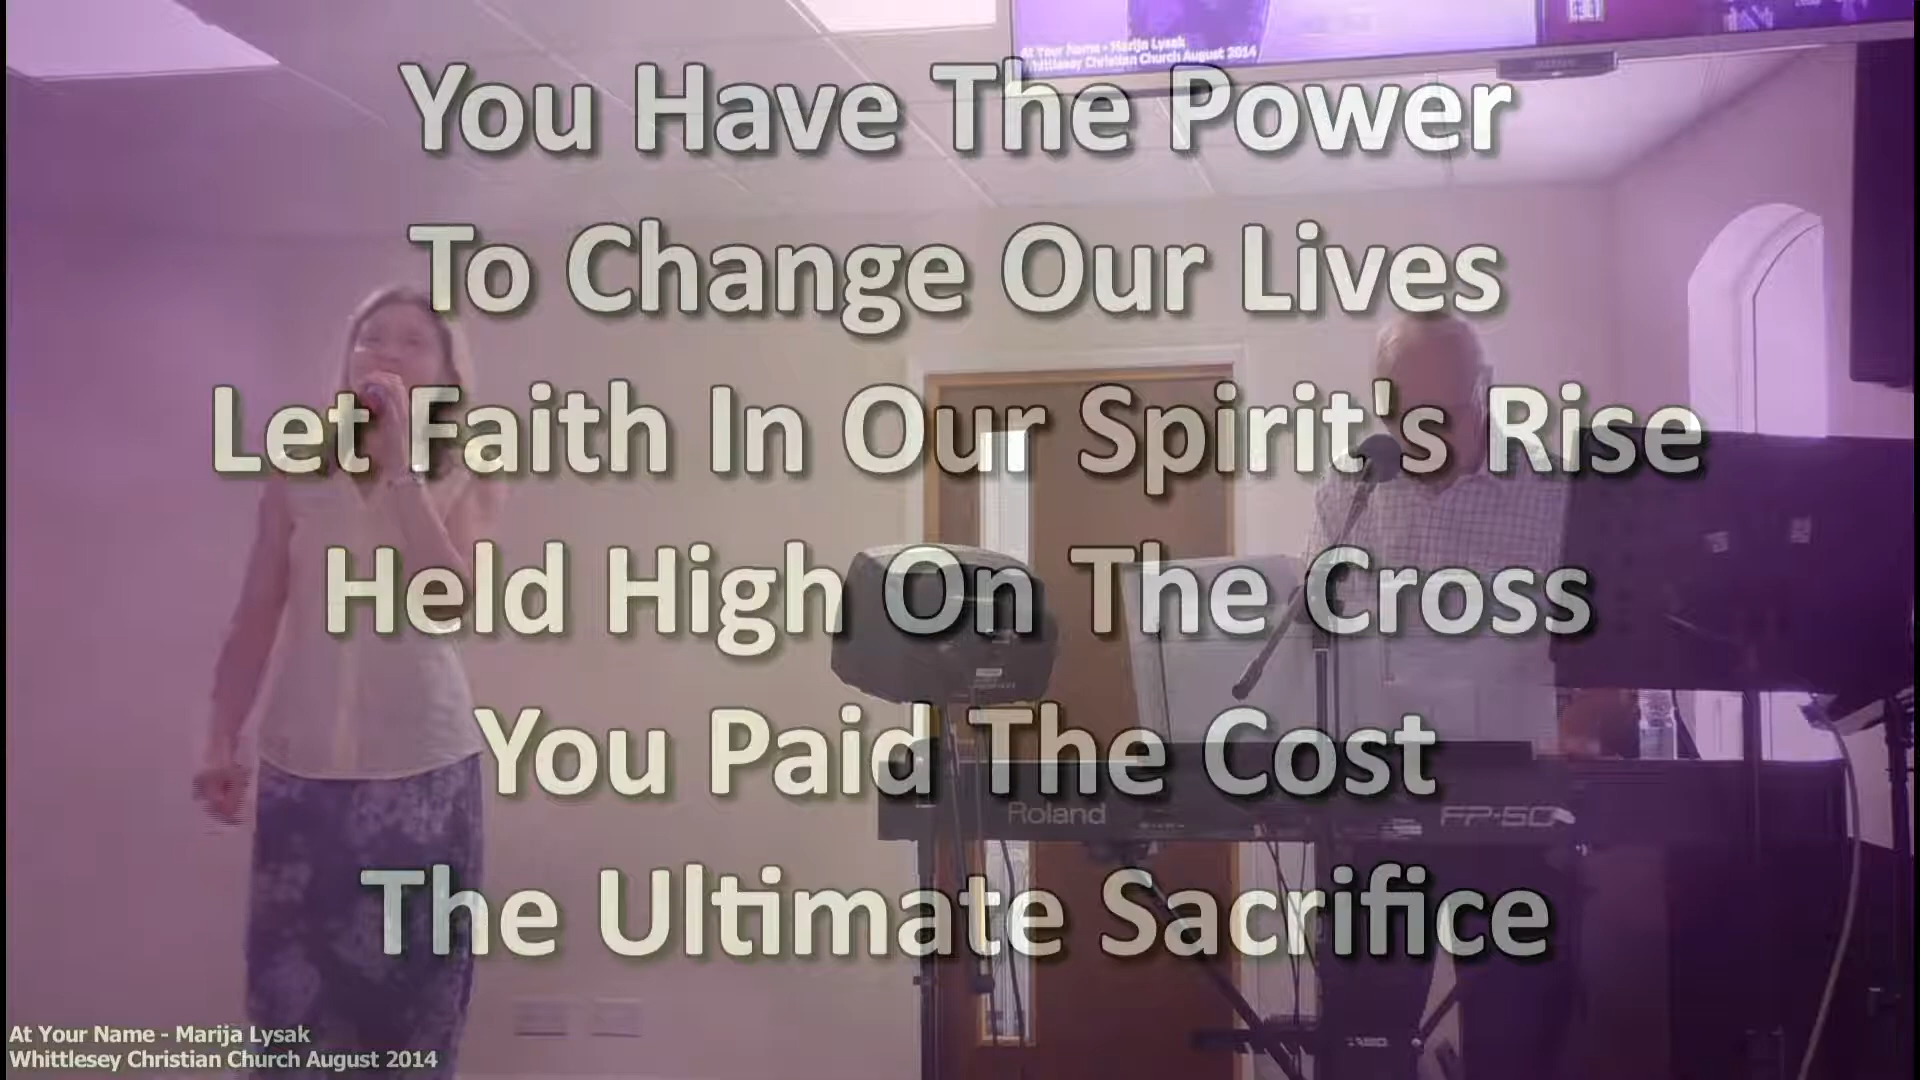 At Your Name - Marija Lysak
Whittlesey Christian Church August 2014
You Have The Power
To Change Our Lives
Let Faith In Our Spirit's Rise
Held High On The Cross
You Paid The Cost
The Ultimate Sacrifice
Roland
FP-50
At Your Name - Marija Lysak
Whittlesey Christian Church August 2014